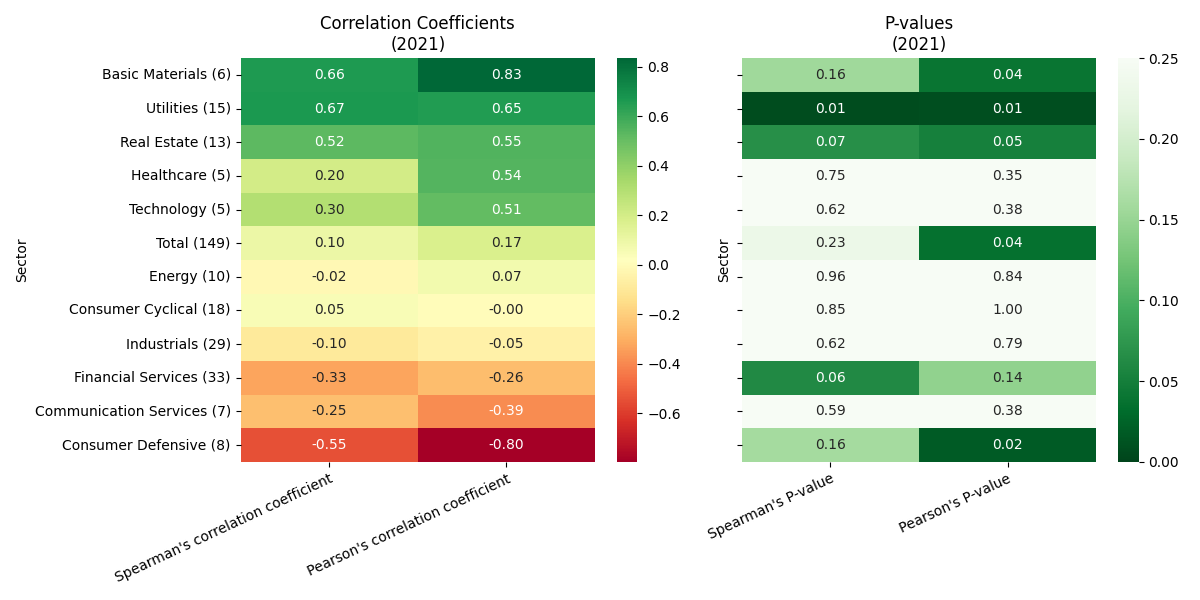 Correlation Coefficients
(2021)
Sector
Basic Materials (6) 0.66 0.83
Utilities (15) 0.67 0.65
Real Estate (13) 0.52 0.55
Healthcare (5) 0.20 0.54
Technology (5) 0.30 0.51
Total (149) 0.10 0.17
Energy (10) -0.02 0.07
Consumer Cyclical (18) 0.05 -0.00
Industrials (29) -0.10 -0.05
Financial Services (33) -0.33 -0.26
Communication Services (7) -0.25 -0.39
Consumer Defensive (8) -0.55 -0.80
Spearman's correlation coefficient
Pearson's correlation coefficient
0.8
0.6
0.4
0.2
0.0
−0.2
−0.4
−0.6
P-values
(2021)
Sector
0.16 0.04
0.01 0.01
0.07 0.05
0.75 0.35
0.62 0.38
0.23 0.04
0.96 0.84
0.85 1.00
0.62 0.79
0.06 0.14
0.59 0.38
0.16 0.02
Spearman's P-value
Pearson's P-value
0.25
0.20
0.15
0.10
0.05
0.00